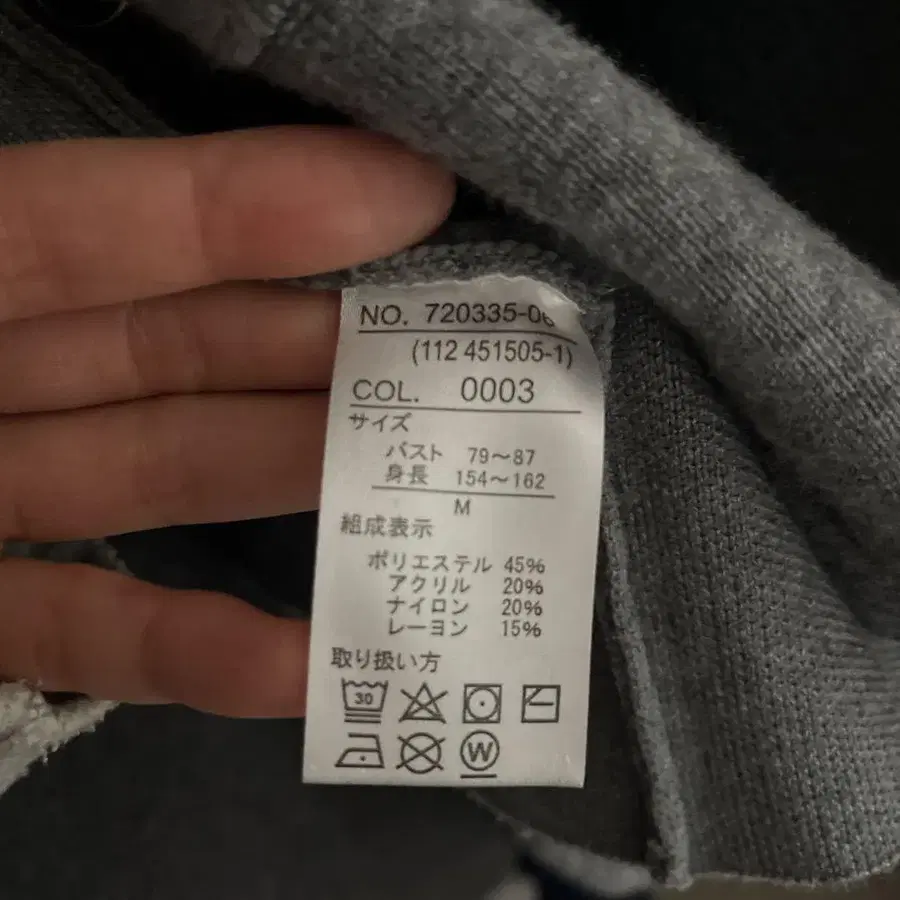 NO. 720335-06
(112 451505-1)
COL. 0003
サイズ
バスト 79～87
身長 154～162
M
組成表示
ポリエステル 45%
アクリル 20%
ナイロン 20%
レーヨン 15%
取り扱い方
30
W